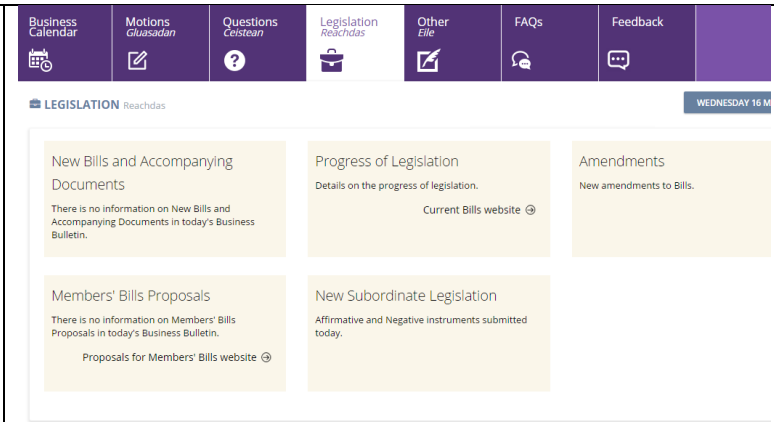 Business
Calendar
Motions
Gluasadan
Questions
Ceistean
Legislation
Reachdas
Other
Eile
FAQs
Feedback
LEGISLATION Reachdas
WEDNESDAY 16 M
New Bills and Accompanying
Documents
There is no information on New Bills and
Accompanying Documents in today's Business
Bulletin.
Progress of Legislation
Details on the progress of legislation.
Current Bills website
Amendments
New amendments to Bills.
Members' Bills Proposals
There is no information on Members' Bills
Proposals in today's Business Bulletin.
Proposals for Members' Bills website
New Subordinate Legislation
Affirmative and Negative instruments submitted
today.